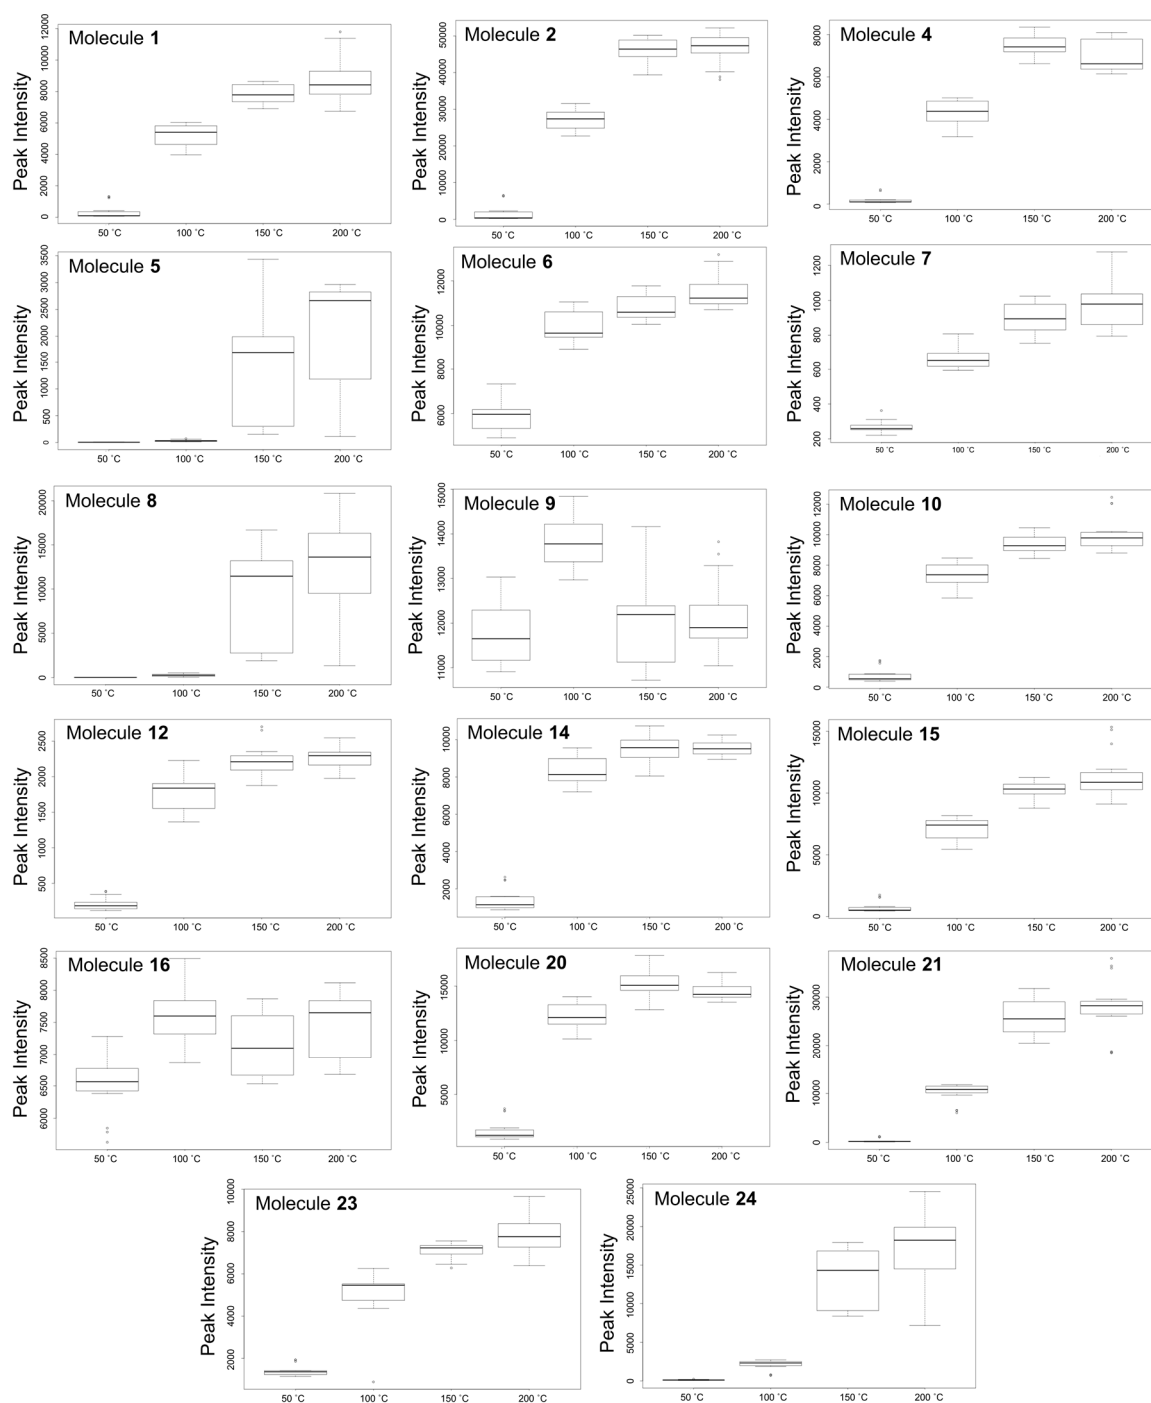 Molecule 1
Peak Intensity
12000
10000
8000
6000
4000
2000
0
50 ˚C 100 ˚C 150 ˚C 200 ˚C
Molecule 2
Peak Intensity
50000
40000
30000
20000
10000
0
50 ˚C 100 ˚C 150 ˚C 200 ˚C
Molecule 4
Peak Intensity
8000
6000
4000
2000
0
50 ˚C 100 ˚C 150 ˚C 200 ˚C
Molecule 5
Peak Intensity
3500
3000
2500
2000
1500
1000
500
0
50 ˚C 100 ˚C 150 ˚C 200 ˚C
Molecule 6
Peak Intensity
12000
10000
8000
6000
50 ˚C 100 ˚C 150 ˚C 200 ˚C
Molecule 7
Peak Intensity
1200
1000
800
600
400
200
50 ˚C 100 ˚C 150 ˚C 200 ˚C
Molecule 8
Peak Intensity
20000
15000
10000
5000
0
50 ˚C 100 ˚C 150 ˚C 200 ˚C
Molecule 9
Peak Intensity
15000
14000
13000
12000
11000
50 ˚C 100 ˚C 150 ˚C 200 ˚C
Molecule 10
Peak Intensity
12000
10000
8000
6000
4000
2000
0
50 ˚C 100 ˚C 150 ˚C 200 ˚C
Molecule 12
Peak Intensity
2500
2000
1500
1000
500
50 ˚C 100 ˚C 150 ˚C 200 ˚C
Molecule 14
Peak Intensity
10000
8000
6000
4000
2000
50 ˚C 100 ˚C 150 ˚C 200 ˚C
Molecule 15
Peak Intensity
15000
10000
5000
0
50 ˚C 100 ˚C 150 ˚C 200 ˚C
Molecule 16
Peak Intensity
8500
8000
7500
7000
6500
6000
50 ˚C 100 ˚C 150 ˚C 200 ˚C
Molecule 20
Peak Intensity
15000
10000
5000
50 ˚C 100 ˚C 150 ˚C 200 ˚C
Molecule 21
Peak Intensity
30000
20000
10000
0
50 ˚C 100 ˚C 150 ˚C 200 ˚C
Molecule 23
Peak Intensity
10000
8000
6000
4000
2000
50 ˚C 100 ˚C 150 ˚C 200 ˚C
Molecule 24
Peak Intensity
25000
20000
15000
10000
5000
0
50 ˚C 100 ˚C 150 ˚C 200 ˚C